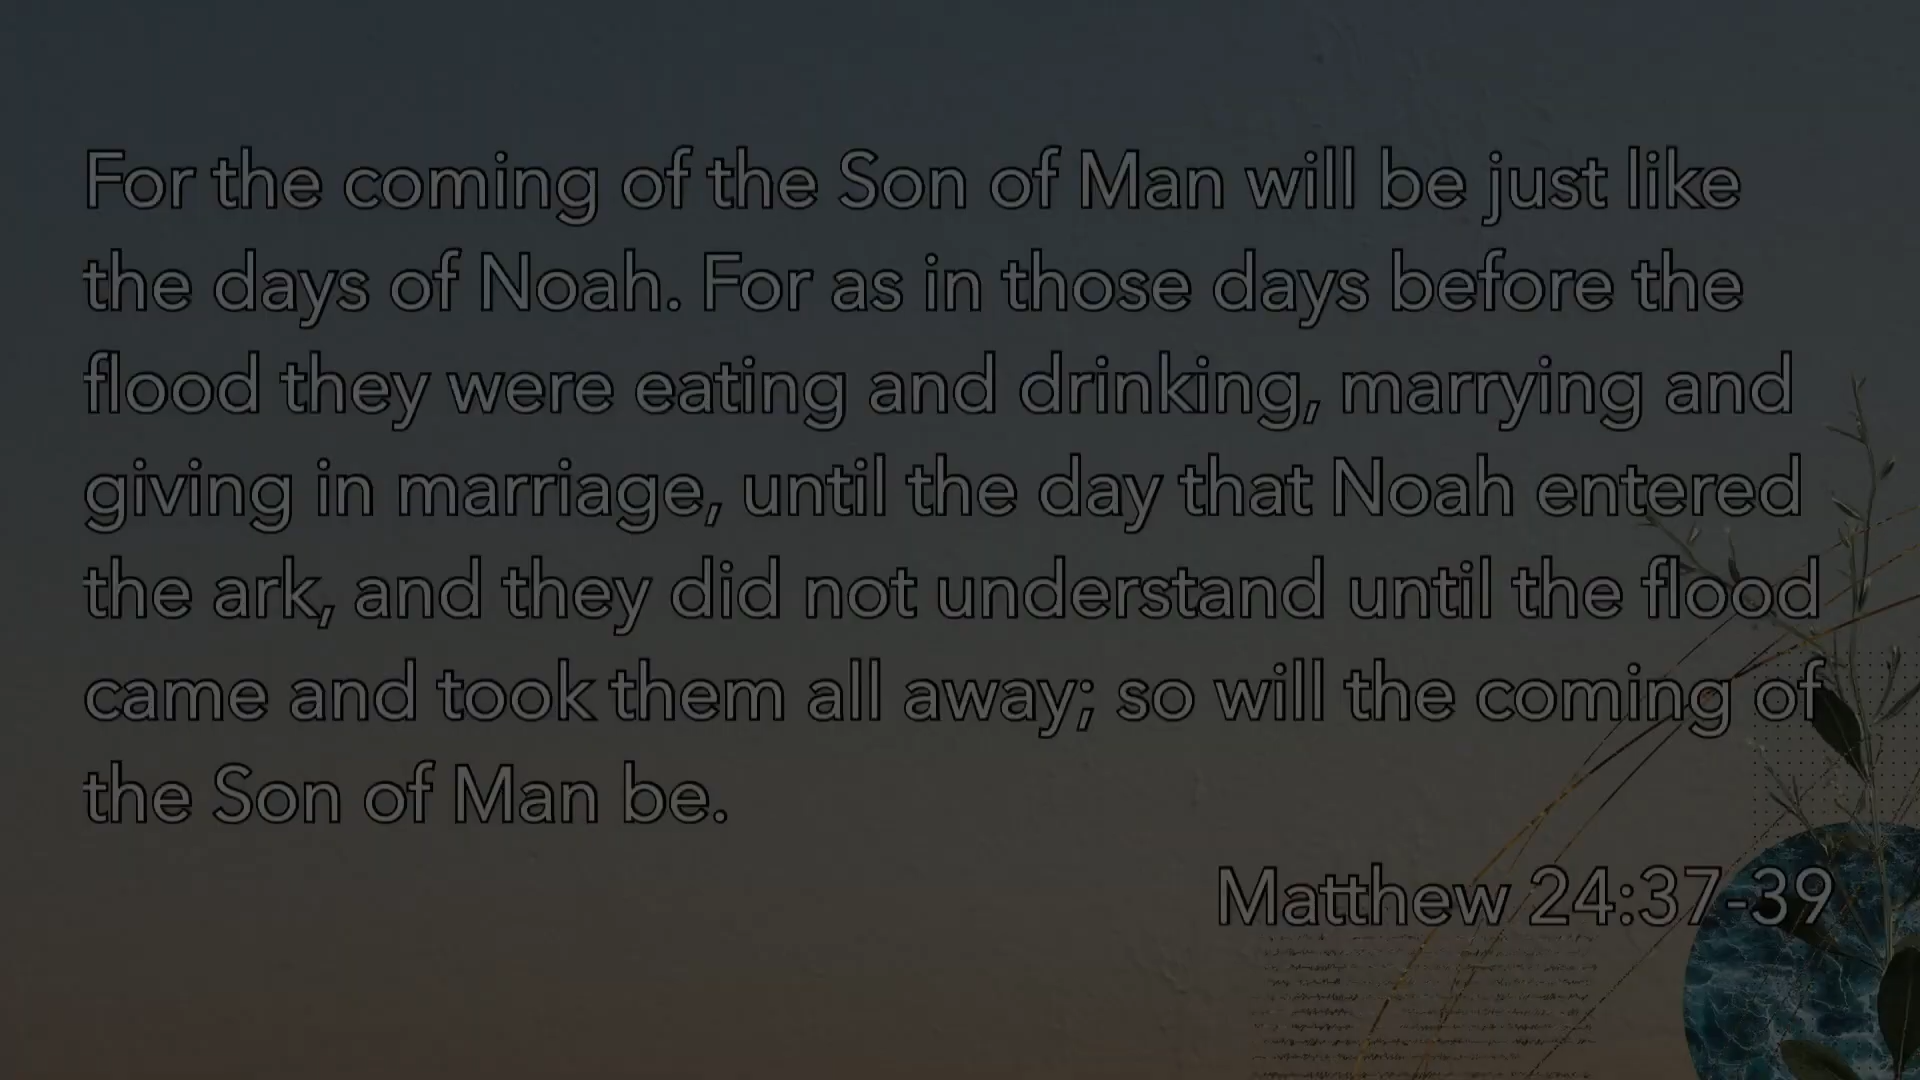 For the coming of the Son of Man will be just like
the days of Noah. For as in those days before the
flood they were eating and drinking, marrying and
giving in marriage, until the day that Noah entered
the ark, and they did not understand until the flood
came and took them all away; so will the coming of
the Son of Man be.
Matthew 24:37-39